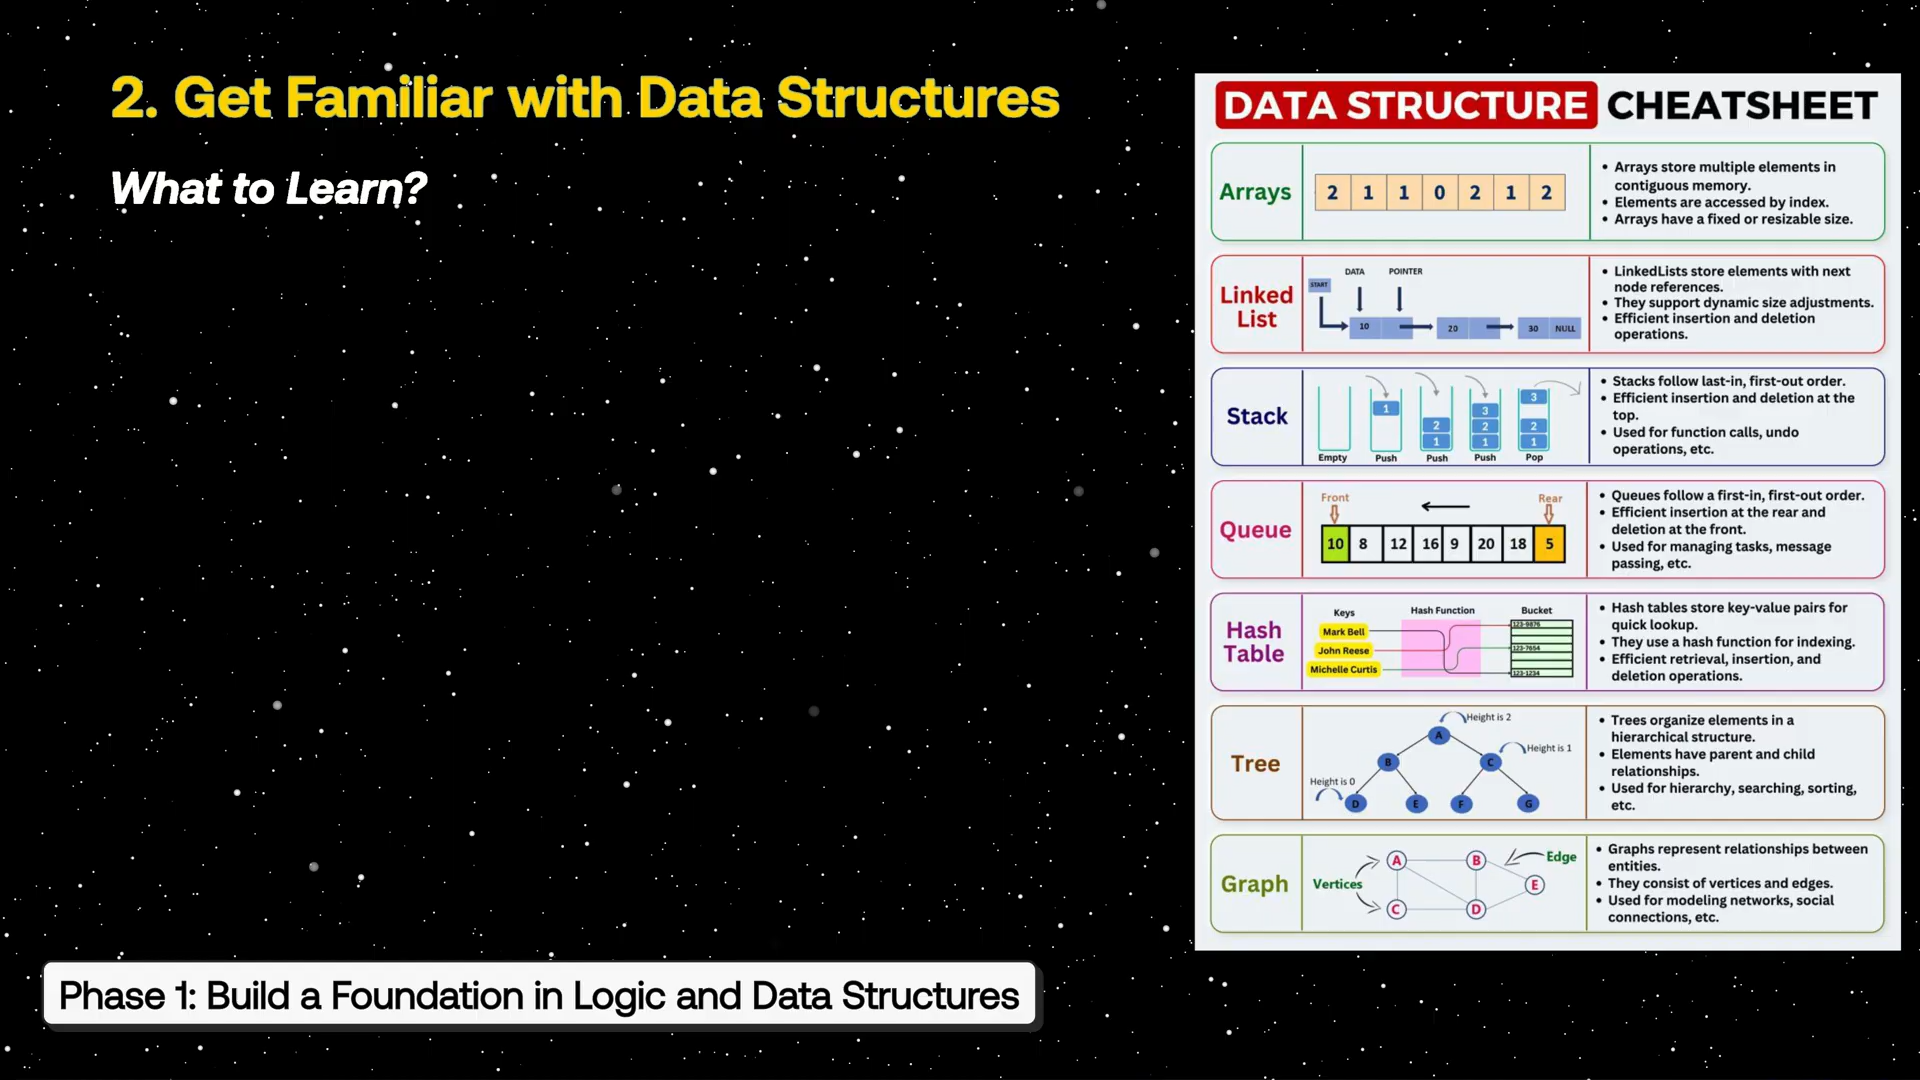 2. Get Familiar with Data Structures
What to Learn?
DATA STRUCTURE CHEATSHEET
Arrays
2 1 1 0 2 1 2
• Arrays store multiple elements in
contiguous memory.
• Elements are accessed by index.
• Arrays have a fixed or resizable size.
Linked
List
DATA POINTER
START
10 20 30 NULL
• LinkedLists store elements with next
node references.
• They support dynamic size adjustments.
• Efficient insertion and deletion
operations.
Stack
1
2
1
3
2
1
3
2
1
Empty Push Push Push Pop
• Stacks follow last-in, first-out order.
• Efficient insertion and deletion at the
top.
• Used for function calls, undo
operations, etc.
Queue
Front Rear
10 8 12 16 9 20 18 5
• Queues follow a first-in, first-out order.
• Efficient insertion at the rear and
deletion at the front.
• Used for managing tasks, message
passing, etc.
Hash
Table
Keys Hash Function Bucket
Mark Bell
John Reese
Michelle Curtis
123-9876
123-7654
123-1234
• Hash tables store key-value pairs for
quick lookup.
• They use a hash function for indexing.
• Efficient retrieval, insertion, and
deletion operations.
Tree
Height is 2
A
Height is 1
B C
Height is 0
D E F G
• Trees organize elements in a
hierarchical structure.
• Elements have parent and child
relationships.
• Used for hierarchy, searching, sorting,
etc.
Graph
A B Edge
Vertices E
C D
• Graphs represent relationships between
entities.
• They consist of vertices and edges.
• Used for modeling networks, social
connections, etc.
Phase 1: Build a Foundation in Logic and Data Structures